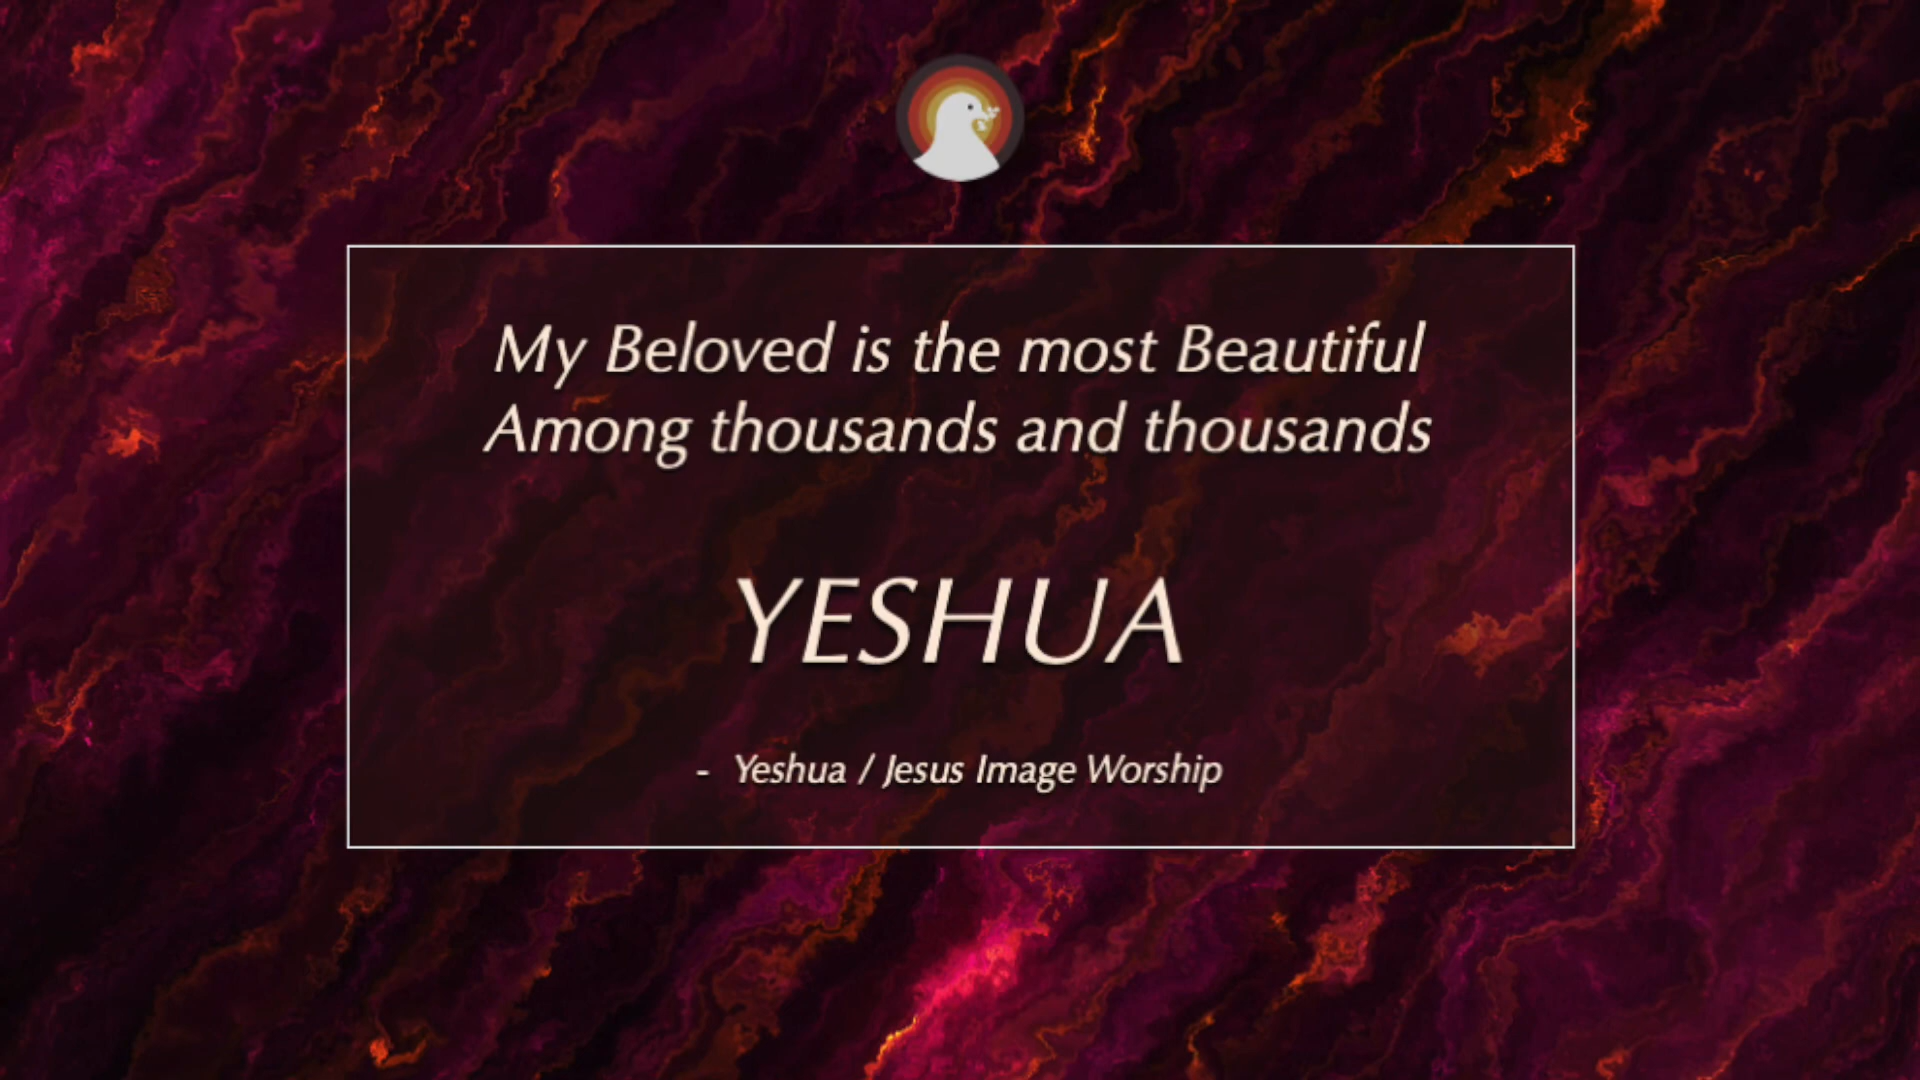 My Beloved is the most Beautiful
Among thousands and thousands
YESHUA
- Yeshua / Jesus Image Worship